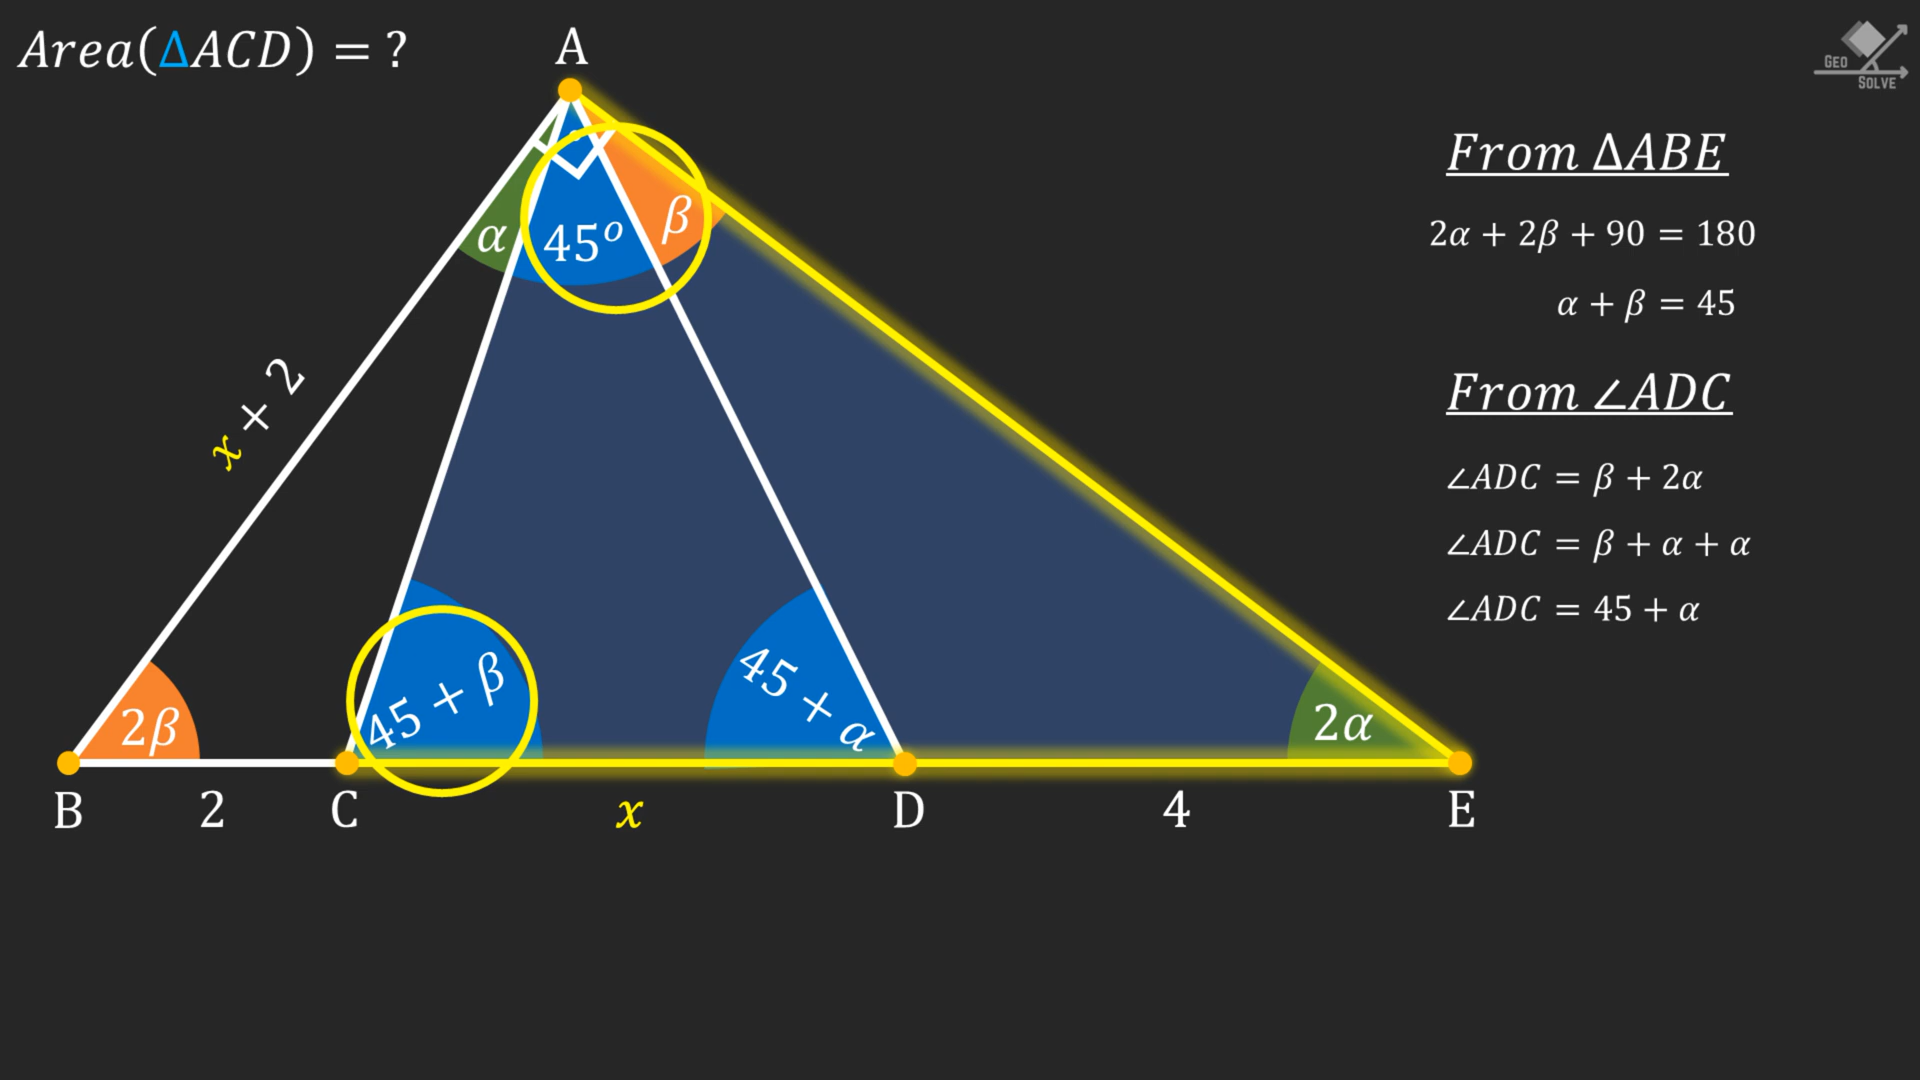 Area(ΔACD) = ?
A
GEO
SOLVE
From ΔABE
2α + 2β + 90 = 180
α + β = 45
From ∠ADC
∠ADC = β + 2α
∠ADC = β + α + α
∠ADC = 45 + α
α
45°
β
x + 2
2β
45 + β
45 + α
2α
B
2
C
x
D
4
E